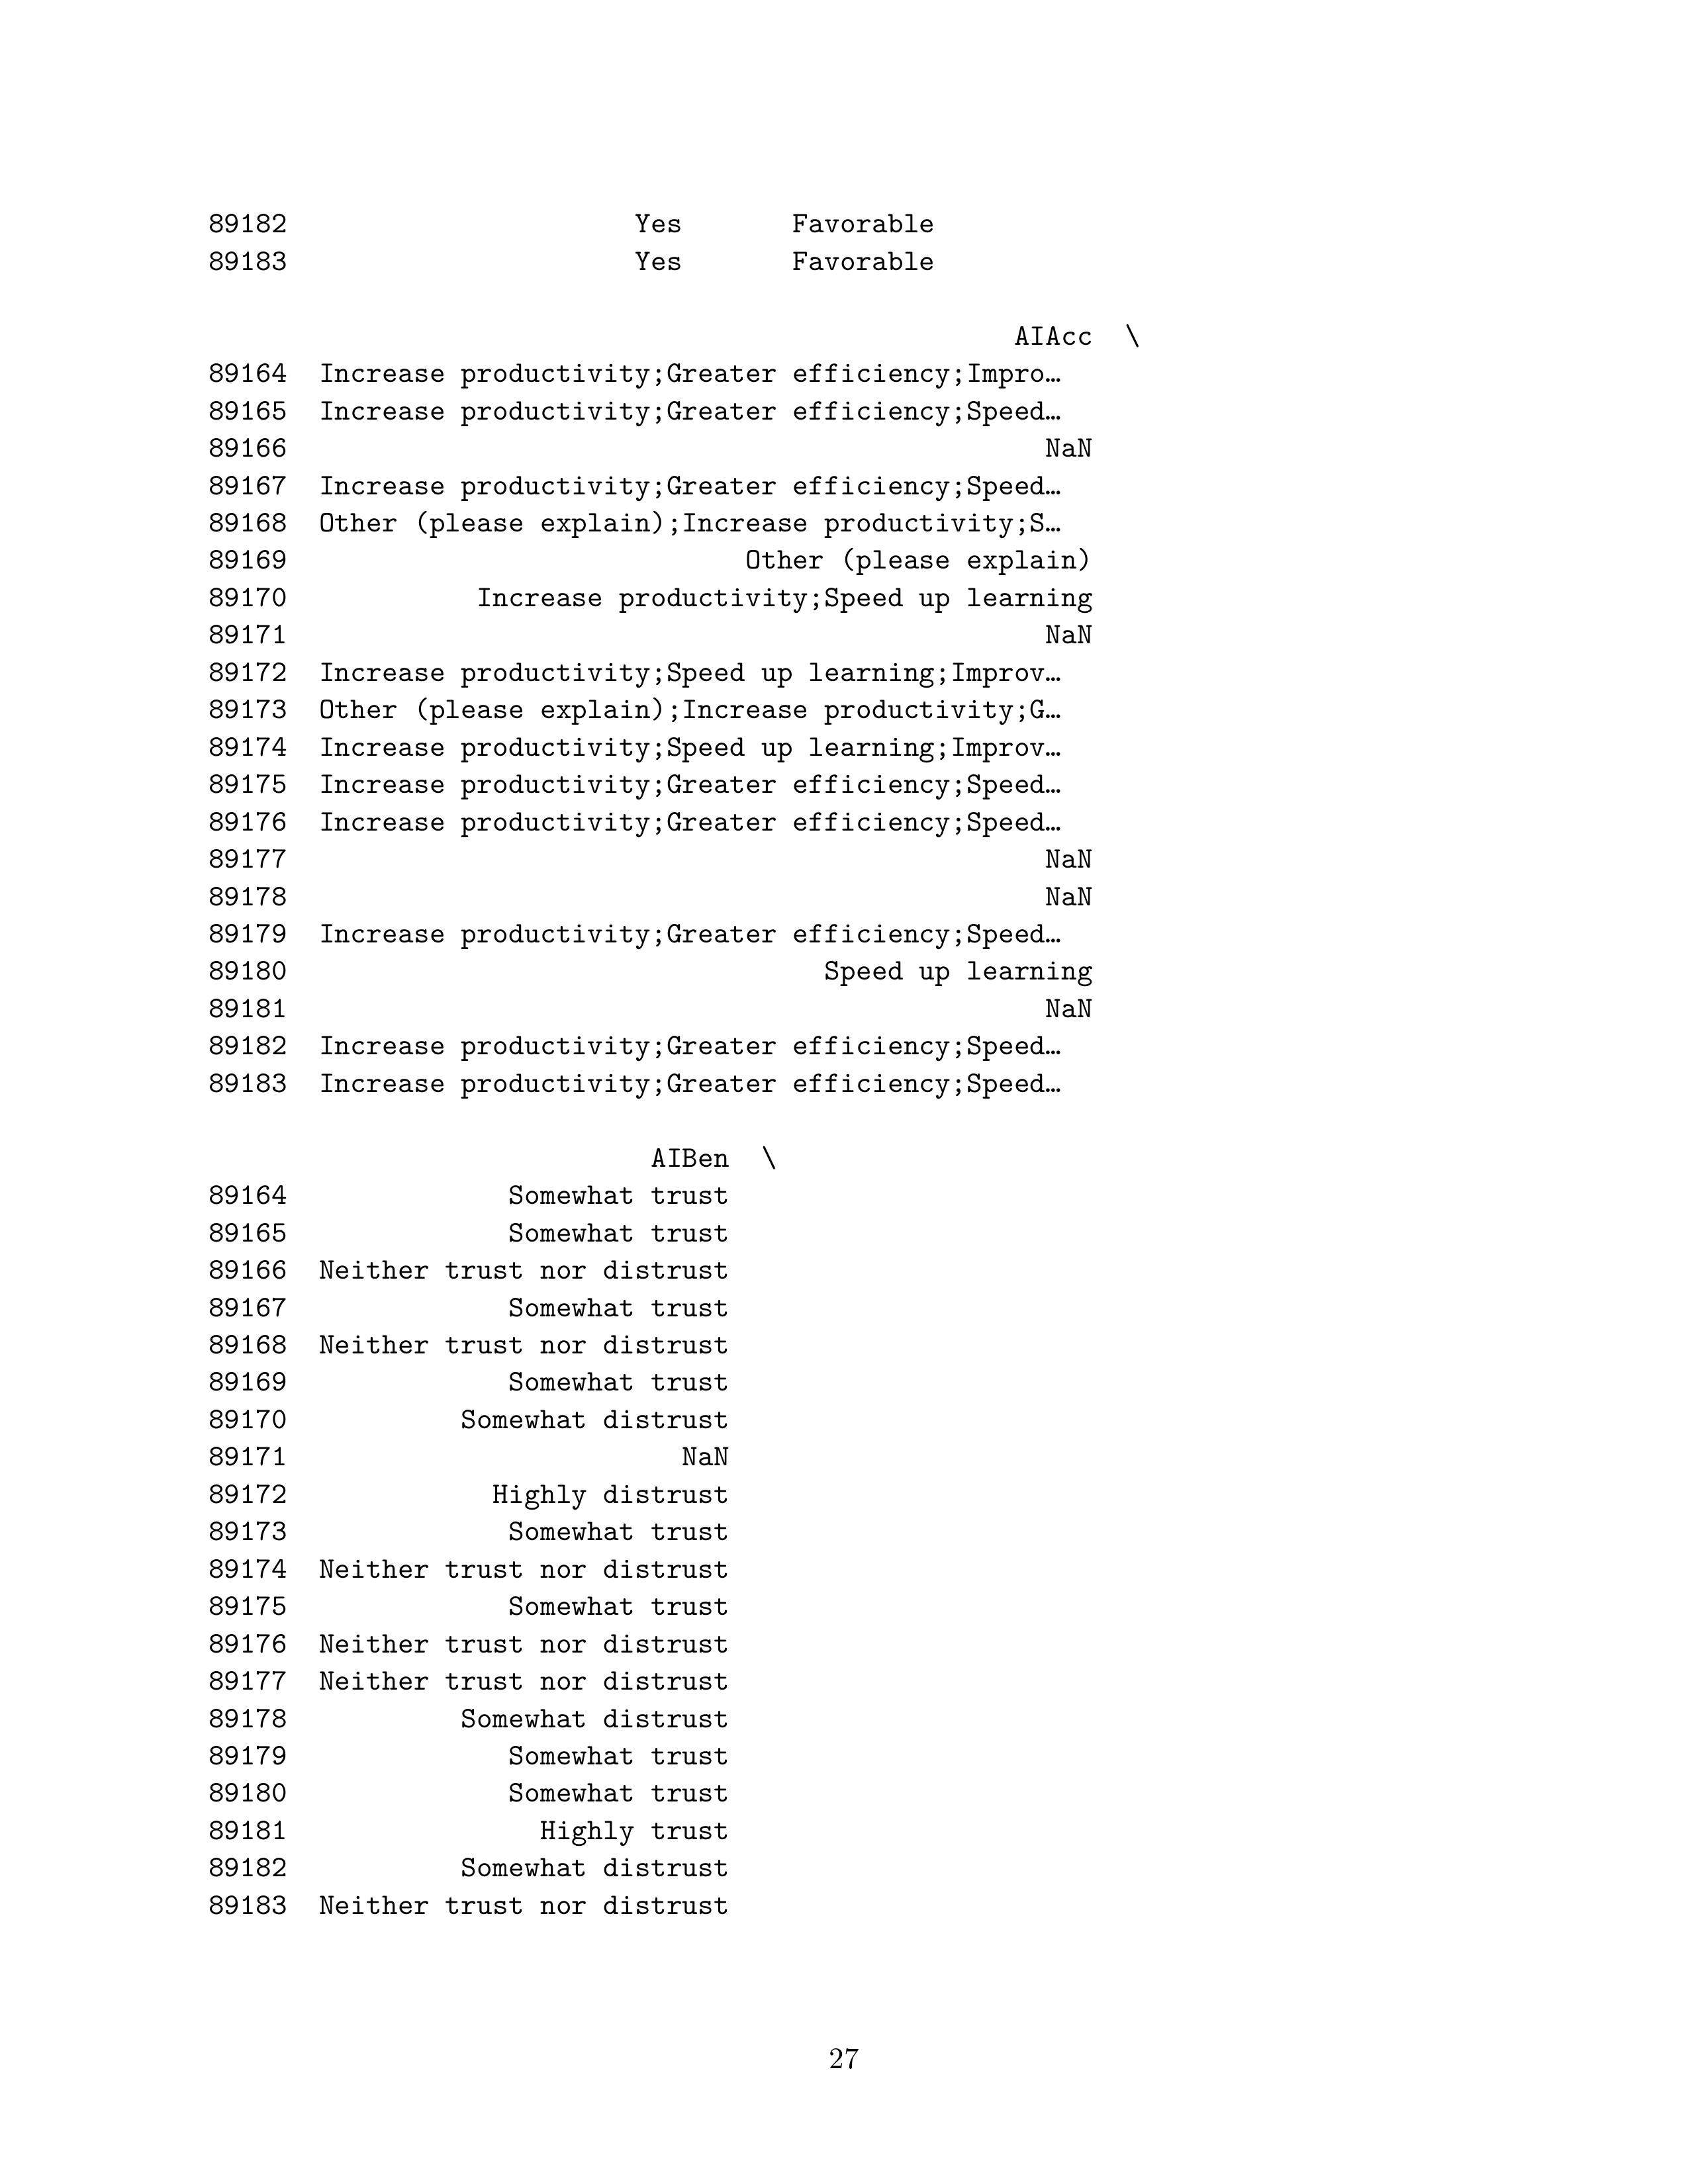 89182                      Yes       Favorable
89183                      Yes       Favorable

                                                   AIAcc  \
89164  Increase productivity;Greater efficiency;Impro…
89165  Increase productivity;Greater efficiency;Speed…
89166                                                NaN
89167  Increase productivity;Greater efficiency;Speed…
89168  Other (please explain);Increase productivity;S…
89169                             Other (please explain)
89170            Increase productivity;Speed up learning
89171                                                NaN
89172  Increase productivity;Speed up learning;Improv…
89173  Other (please explain);Increase productivity;G…
89174  Increase productivity;Speed up learning;Improv…
89175  Increase productivity;Greater efficiency;Speed…
89176  Increase productivity;Greater efficiency;Speed…
89177                                                NaN
89178                                                NaN
89179  Increase productivity;Greater efficiency;Speed…
89180                                  Speed up learning
89181                                                NaN
89182  Increase productivity;Greater efficiency;Speed…
89183  Increase productivity;Greater efficiency;Speed…

                            AIBen  \
89164              Somewhat trust
89165              Somewhat trust
89166  Neither trust nor distrust
89167              Somewhat trust
89168  Neither trust nor distrust
89169              Somewhat trust
89170           Somewhat distrust
89171                         NaN
89172             Highly distrust
89173              Somewhat trust
89174  Neither trust nor distrust
89175              Somewhat trust
89176  Neither trust nor distrust
89177  Neither trust nor distrust
89178           Somewhat distrust
89179              Somewhat trust
89180              Somewhat trust
89181                Highly trust
89182           Somewhat distrust
89183  Neither trust nor distrust

27